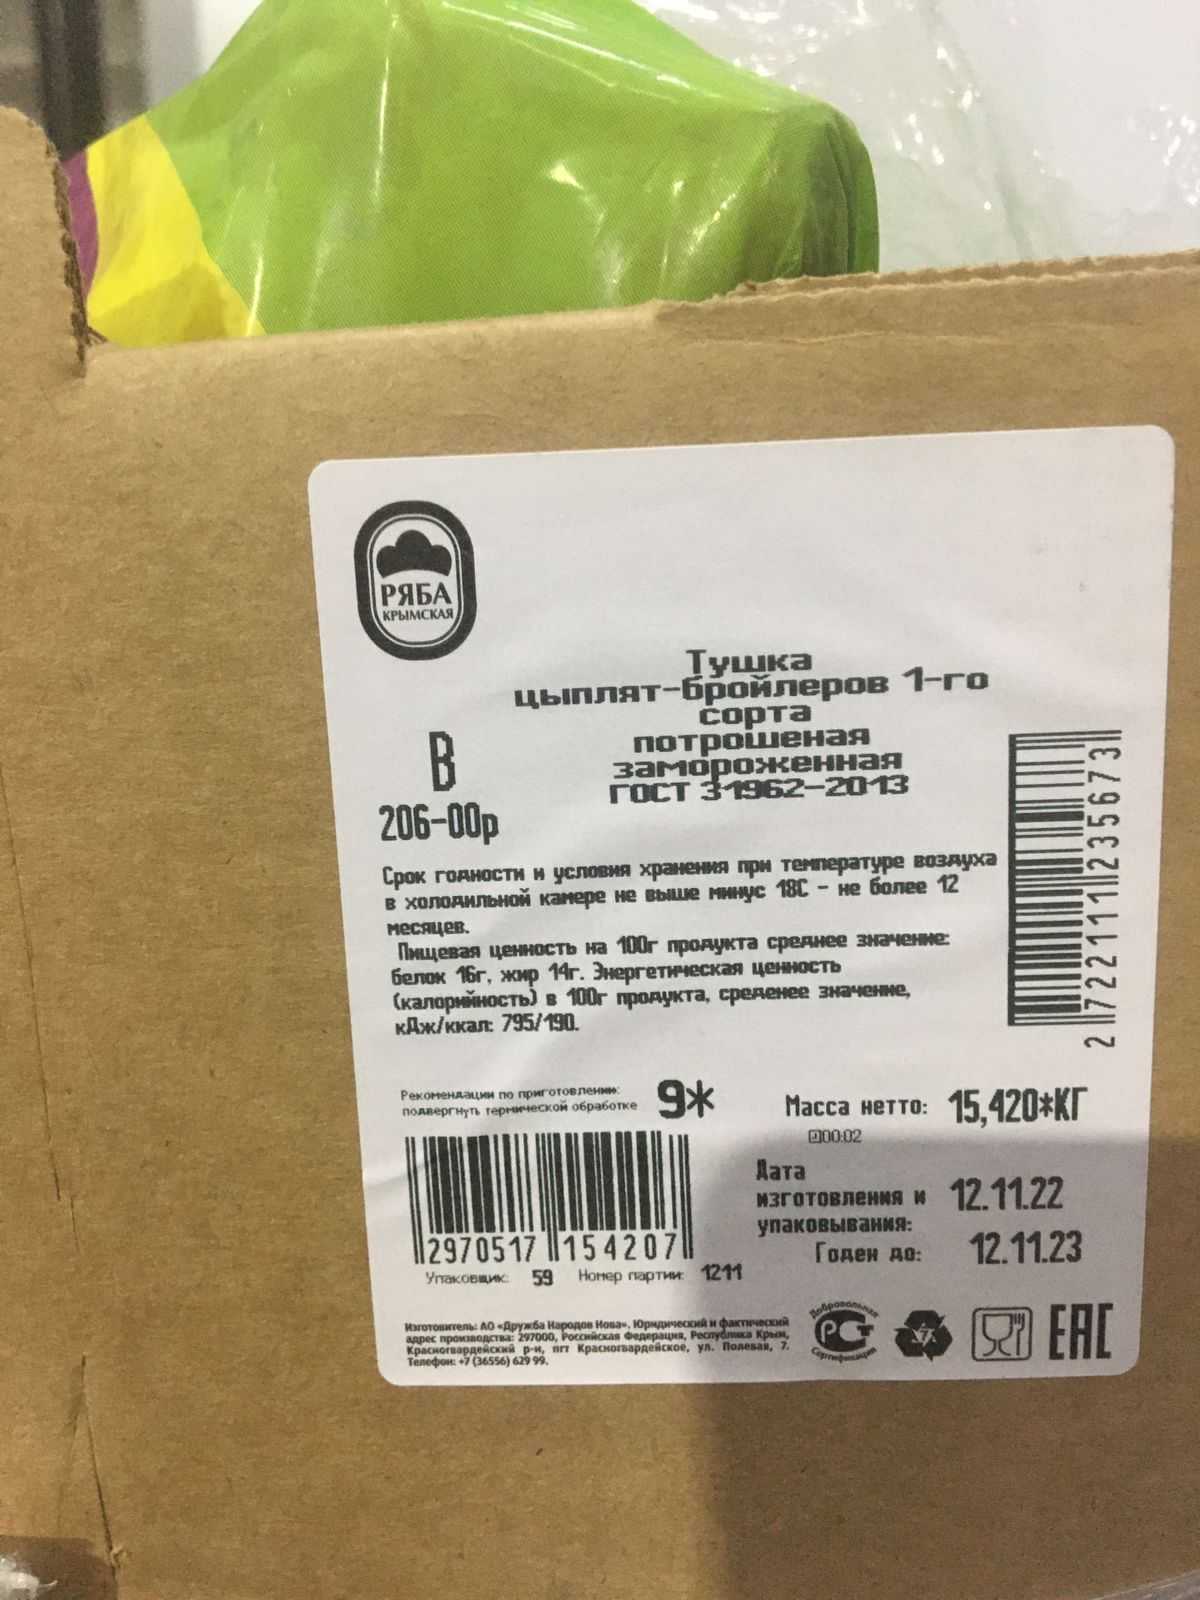 РЯБА
КРЫМСКАЯ
Тушка
цыплят-бройлеров 1-го
сорта
потрошеная
замороженная
ГОСТ 31962-2013
В
206-00р
Срок годности и условия хранения при температуре воздуха
в холодильной камере не выше минус 18С - не более 12
месяцев.
Пищевая ценность на 100г продукта среднее значение:
белок 16г, жир 14г. Энергетическая ценность
(калорийность) в 100г продукта, среденее значение,
кДж/ккал: 795/190.
2722111235673
Рекомендации по приготовлению:
подвергнуть термической обработке
9*
Масса нетто: 15,420*КГ
00:02
2970517 154207
Дата
изготовления и
упаковывания:
12.11.22
Годен до: 12.11.23
Упаковщик: 59 Номер партии: 1211
Изготовитель: АО «Дружба Народов Нова». Юридический и фактический
адрес производства: 297000, Российская Федерация, Республика Крым,
Красногвардейский р-н, пгт Красногвардейское, ул. Полевая, 7.
Телефон: +7 (36556) 629 99.
Добровольная
РСТ
Сертификация
7
ЕАС